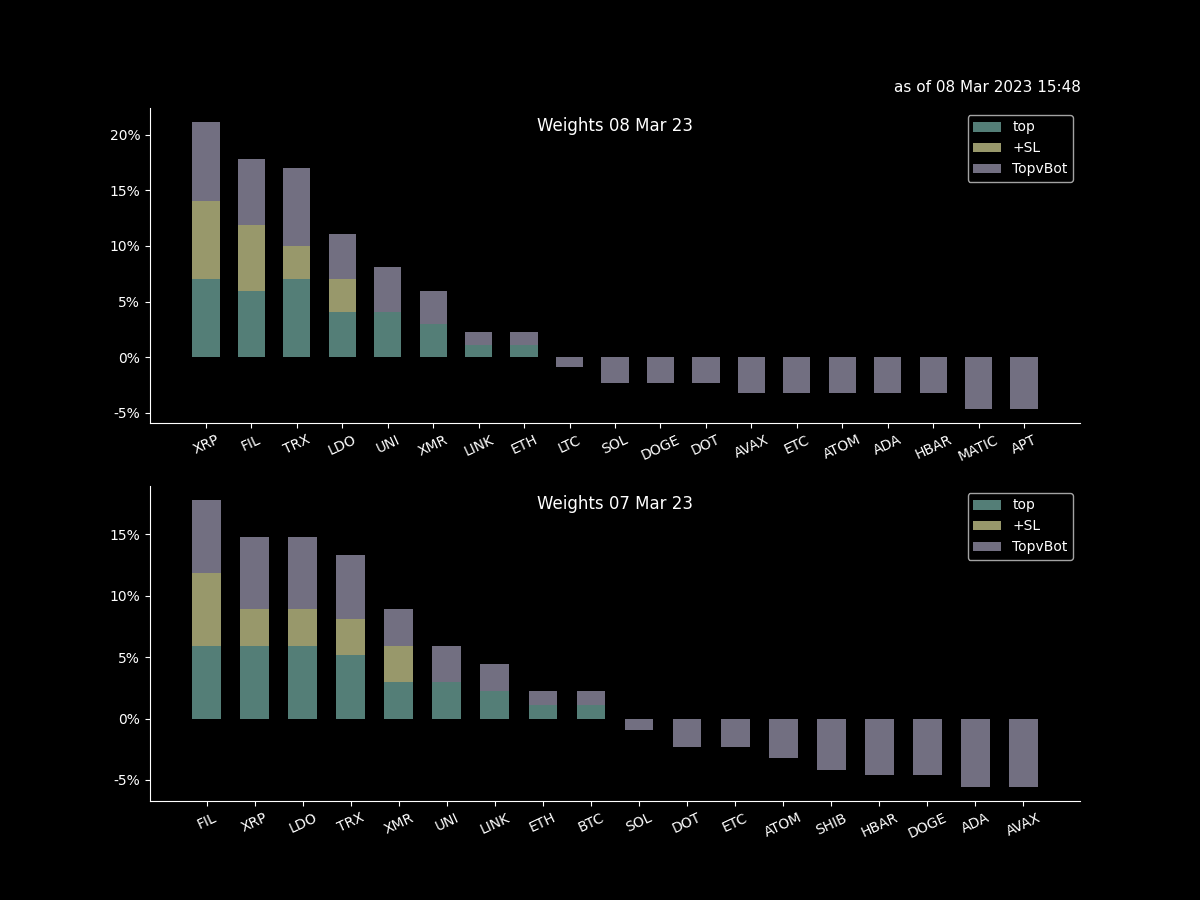 as of 08 Mar 2023 15:48
Weights 08 Mar 23
top
+SL
TopvBot
20%
15%
10%
5%
0%
-5%
XRP FIL TRX LDO UNI XMR LINK ETH LTC SOL DOGE DOT AVAX ETC ATOM ADA HBAR MATIC APT
Weights 07 Mar 23
top
+SL
TopvBot
15%
10%
5%
0%
-5%
FIL XRP LDO TRX XMR UNI LINK ETH BTC SOL DOT ETC ATOM SHIB HBAR DOGE ADA AVAX